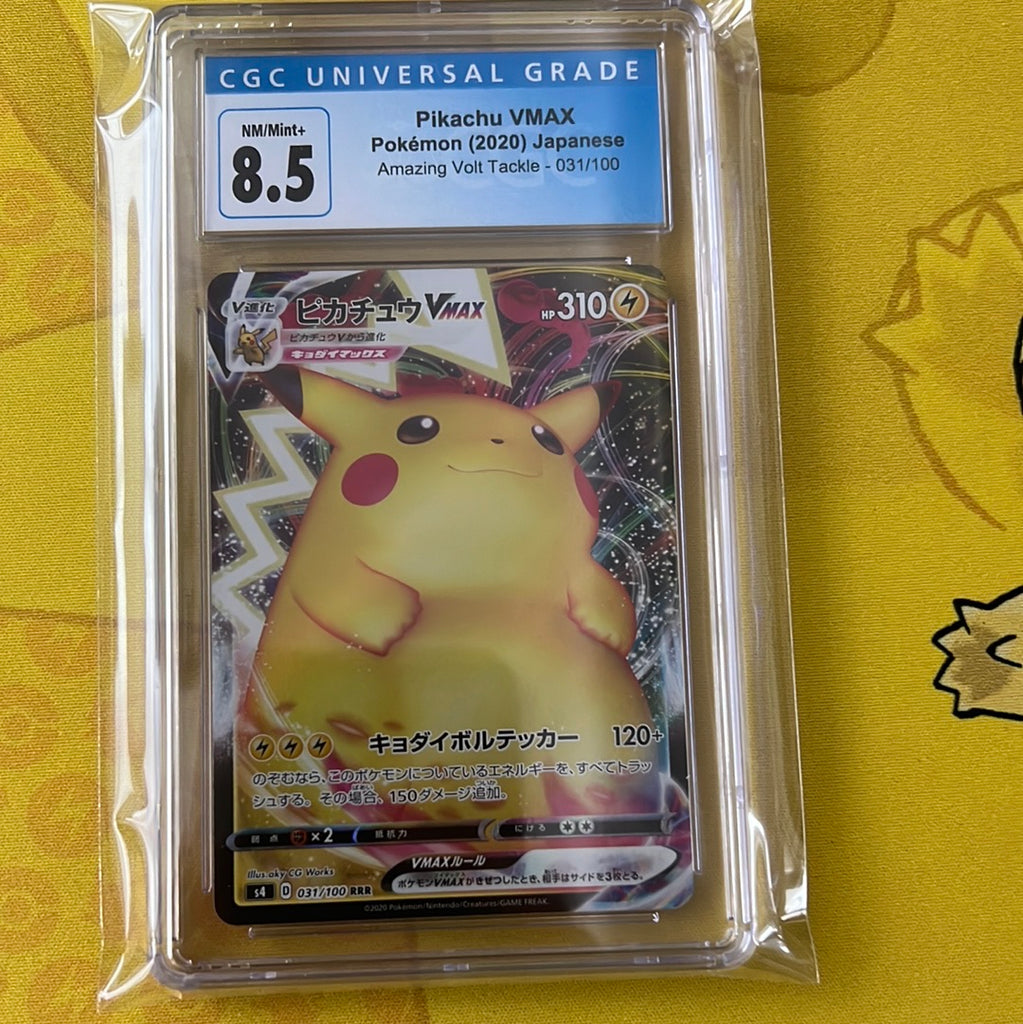 CGC UNIVERSAL GRADE
NM/Mint+
8.5
Pikachu VMAX
Pokémon (2020) Japanese
Amazing Volt Tackle - 031/100
V進化
ピカチュウVMAX
HP 310
ピカチュウVから進化
キョダイマックス
キョダイボルテッカー 120+
のぞむなら、このポケモンについているエネルギーを、すべてトラッ
シュする。その場合、150ダメージ追加。
弱点 ×2 抵抗力 にげる
VMAXルール
ポケモンVMAXがきぜつしたとき、相手はサイドを3枚とる。
Illus. aky CG Works
s4 D 031/100 RRR
©2020 Pokémon/Nintendo/Creatures/GAME FREAK.